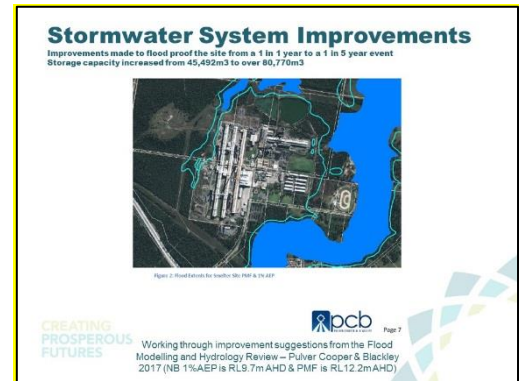 Stormwater System Improvements
Improvements made to flood proof the site from a 1 in 1 year to a 1 in 5 year event
Storage capacity increased from 45,492m3 to over 80,770m3
Figure 2: Flood Extents for Smelter Site PMF & 1% AEP
pcb
Page 7
CREATING
PROSPEROUS
FUTURES
Working through improvement suggestions from the Flood
Modelling and Hydrology Review – Pulver Cooper & Blackley
2017 (NB 1%AEP is RL9.7m AHD & PMF is RL12.2mAHD)